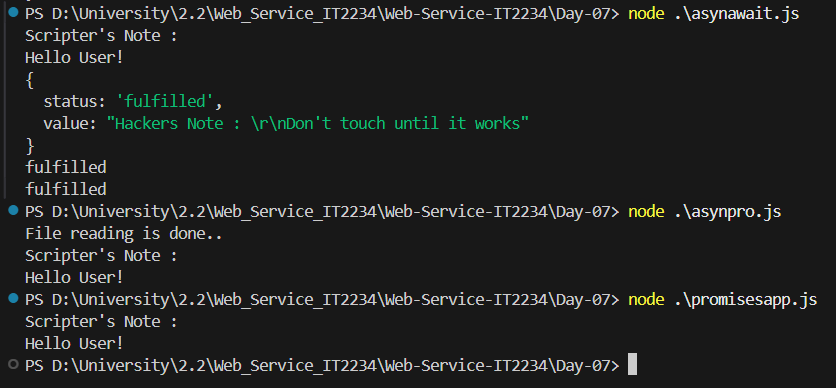 PS D:\University\2.2\Web_Service_IT2234\Web-Service-IT2234\Day-07> node .\asynawait.js
Scripter's Note :
Hello User!
{
  status: 'fulfilled',
  value: "Hackers Note : \r\nDon't touch until it works"
}
fulfilled
fulfilled
PS D:\University\2.2\Web_Service_IT2234\Web-Service-IT2234\Day-07> node .\asynpro.js
File reading is done..
Scripter's Note :
Hello User!
PS D:\University\2.2\Web_Service_IT2234\Web-Service-IT2234\Day-07> node .\promisesapp.js
Scripter's Note :
Hello User!
PS D:\University\2.2\Web_Service_IT2234\Web-Service-IT2234\Day-07>